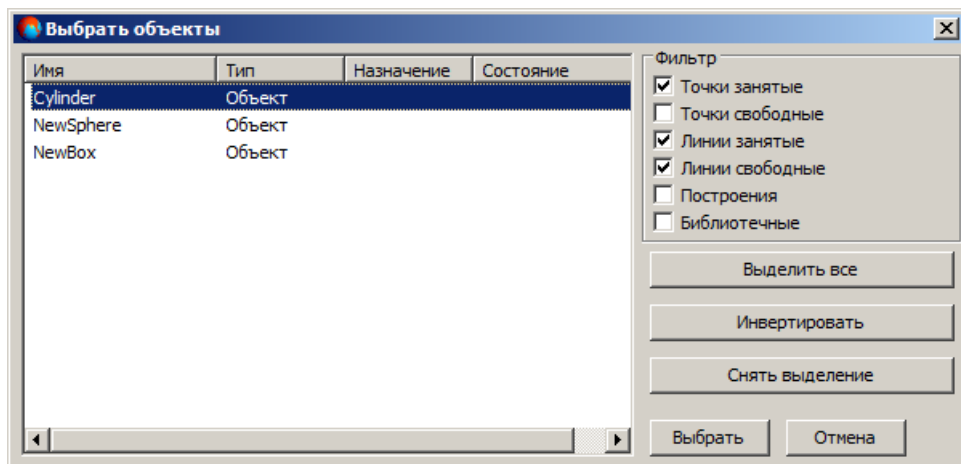 Выбрать объекты
Имя Тип Назначение Состояние
Cylinder Объект
NewSphere Объект
NewBox Объект
Фильтр
Точки занятые
Точки свободные
Линии занятые
Линии свободные
Построения
Библиотечные
Выделить все
Инвертировать
Снять выделение
Выбрать Отмена